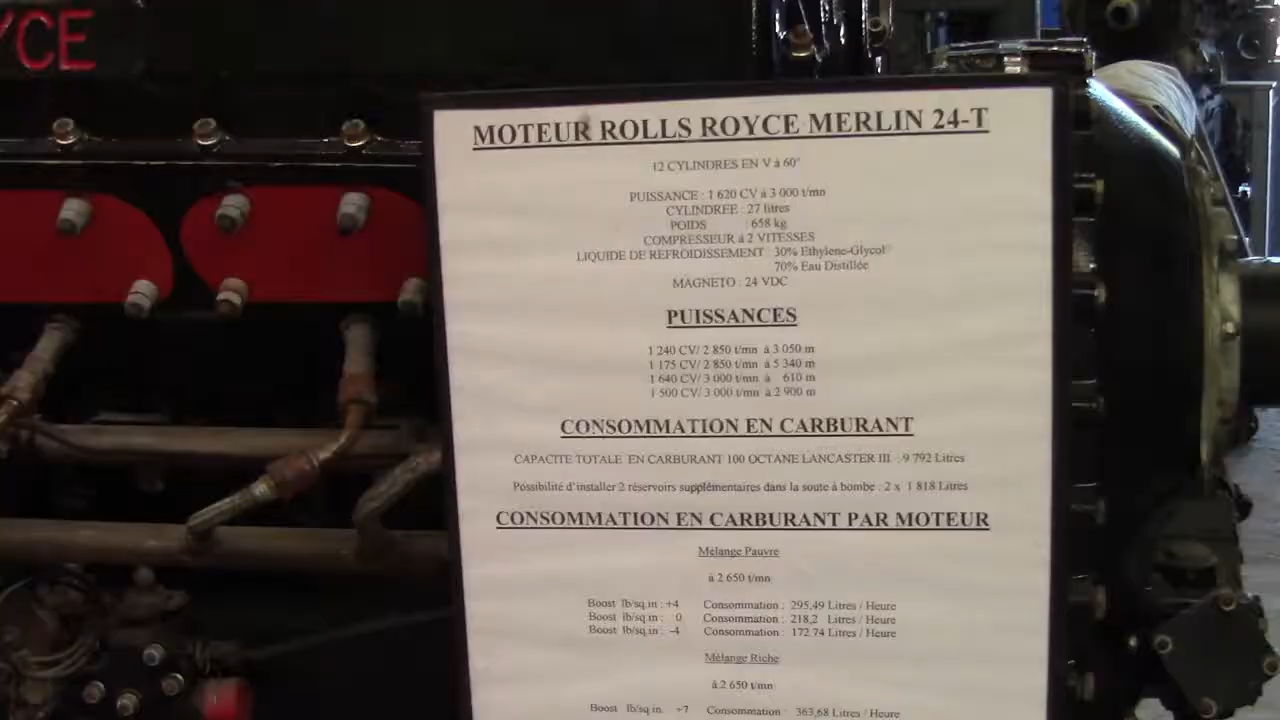 YCE
MOTEUR ROLLS ROYCE MERLIN 24-T
12 CYLINDRES EN V à 60°
PUISSANCE : 1 620 CV à 3 000 t/mn
CYLINDREE : 27 litres
POIDS : 658 kg
COMPRESSEUR à 2 VITESSES
LIQUIDE DE REFROIDISSEMENT : 30% Ethylene-Glycol
70% Eau Distillée
MAGNETO : 24 VDC
PUISSANCES
1 240 CV/ 2 850 t/mn à 3 050 m
1 175 CV/ 2 850 t/mn à 5 340 m
1 640 CV/ 3 000 t/mn à 610 m
1 500 CV/ 3 000 t/mn à 2 900 m
CONSOMMATION EN CARBURANT
CAPACITE TOTALE EN CARBURANT 100 OCTANE LANCASTER III : 9 792 Litres
Possibilité d'installer 2 réservoirs supplémentaires dans la soute à bombe : 2 x 1 818 Litres
CONSOMMATION EN CARBURANT PAR MOTEUR
Mélange Pauvre
à 2 650 t/mn
Boost lb/sq.in : +4 Consommation : 295,49 Litres / Heure
Boost lb/sq.in : 0 Consommation : 218,2 Litres / Heure
Boost lb/sq.in : -4 Consommation : 172,74 Litres / Heure
Mélange Riche
à 2 650 t/mn
Boost lb/sq.in. +7 Consommation : 363,68 Litres / Heure